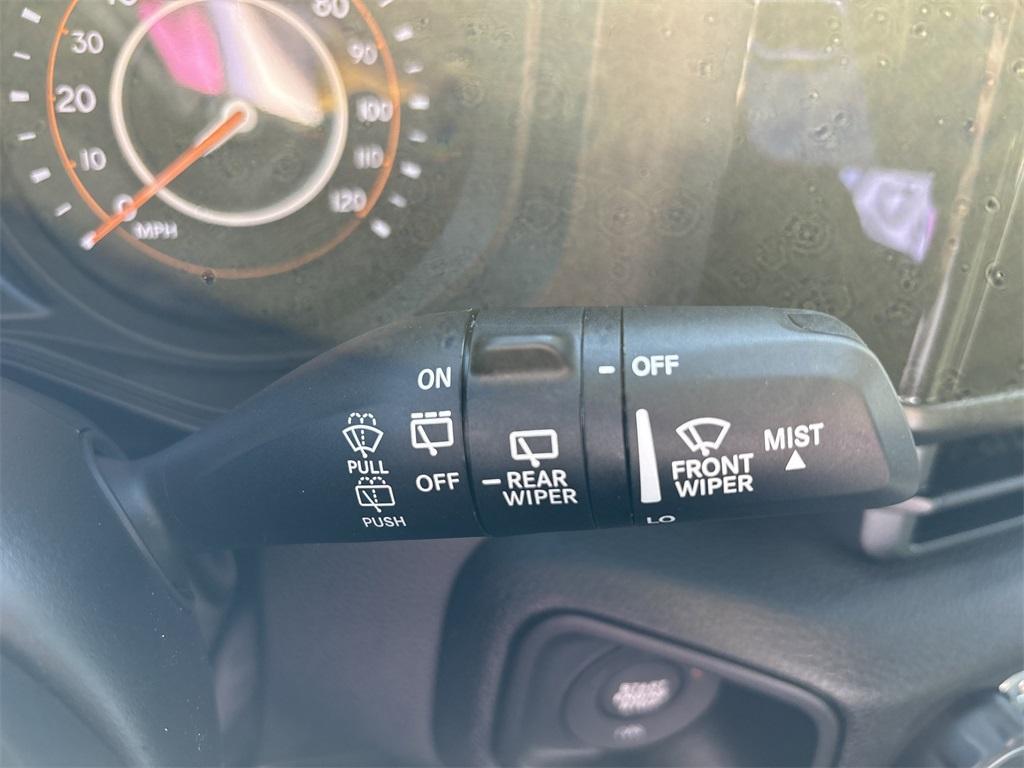 80
30
90
20
100
10
110
0
120
MPH
ON
OFF
PULL
OFF
PUSH
REAR
WIPER
FRONT
WIPER
MIST
LO